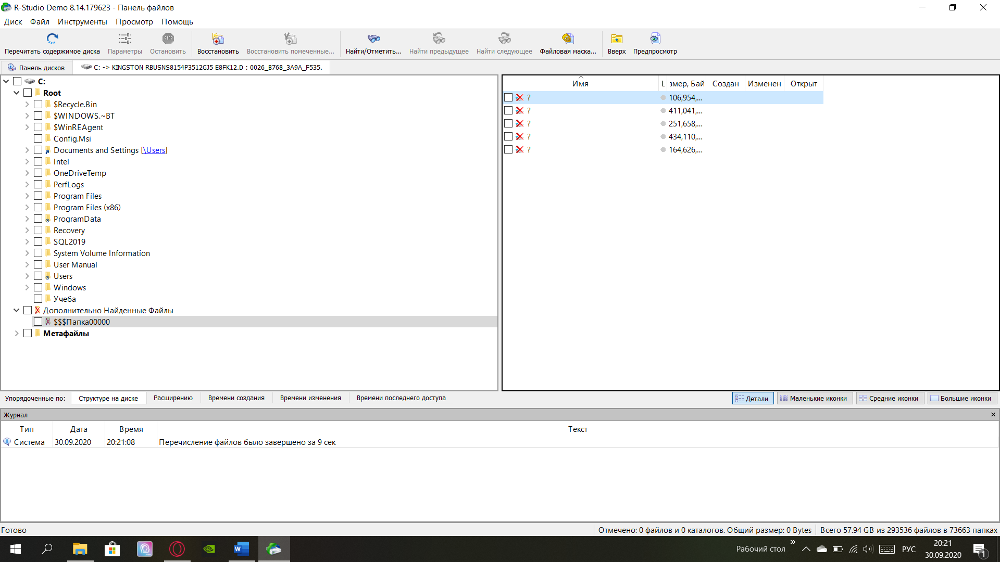 R-Studio Demo 8.14.179623 - Панель файлов
Диск Файл Инструменты Просмотр Помощь
Перечитать содержимое диска Параметры Остановить Восстановить Восстановить помеченные... Найти/Отметить... Найти предыдущее Найти следующее Файловая маска... Вверх Предпросмотр
Панель дисков C: -> KINGSTON RBUSNS8154P3512GJ5 E8FK12.D : 0026_B768_3A9A_F535.
C:
Root
$Recycle.Bin
$WINDOWS.~BT
$WinREAgent
Config.Msi
Documents and Settings [\Users]
Intel
OneDriveTemp
PerfLogs
Program Files
Program Files (x86)
ProgramData
Recovery
SQL2019
System Volume Information
User Manual
Users
Windows
Учеба
Дополнительно Найденные Файлы
$$$Папка00000
Метафайлы
Имя L змер, Бай Создан Изменен Открыт
? 106,954,...
? 411,041,...
? 251,658,...
? 434,110,...
? 164,626,...
Упорядоченные по: Структуре на диске Расширению Времени создания Времени изменения Времени последнего доступа
Детали Маленькие иконки Средние иконки Большие иконки
Журнал
Тип Дата Время Текст
Система 30.09.2020 20:21:08 Перечисление файлов было завершено за 9 сек
Готово Отмечено: 0 файлов и 0 каталогов. Общий размер: 0 Bytes Всего 57.94 GB из 293536 файлов в 73663 папках
Рабочий стол РУС 20:21
30.09.2020 1